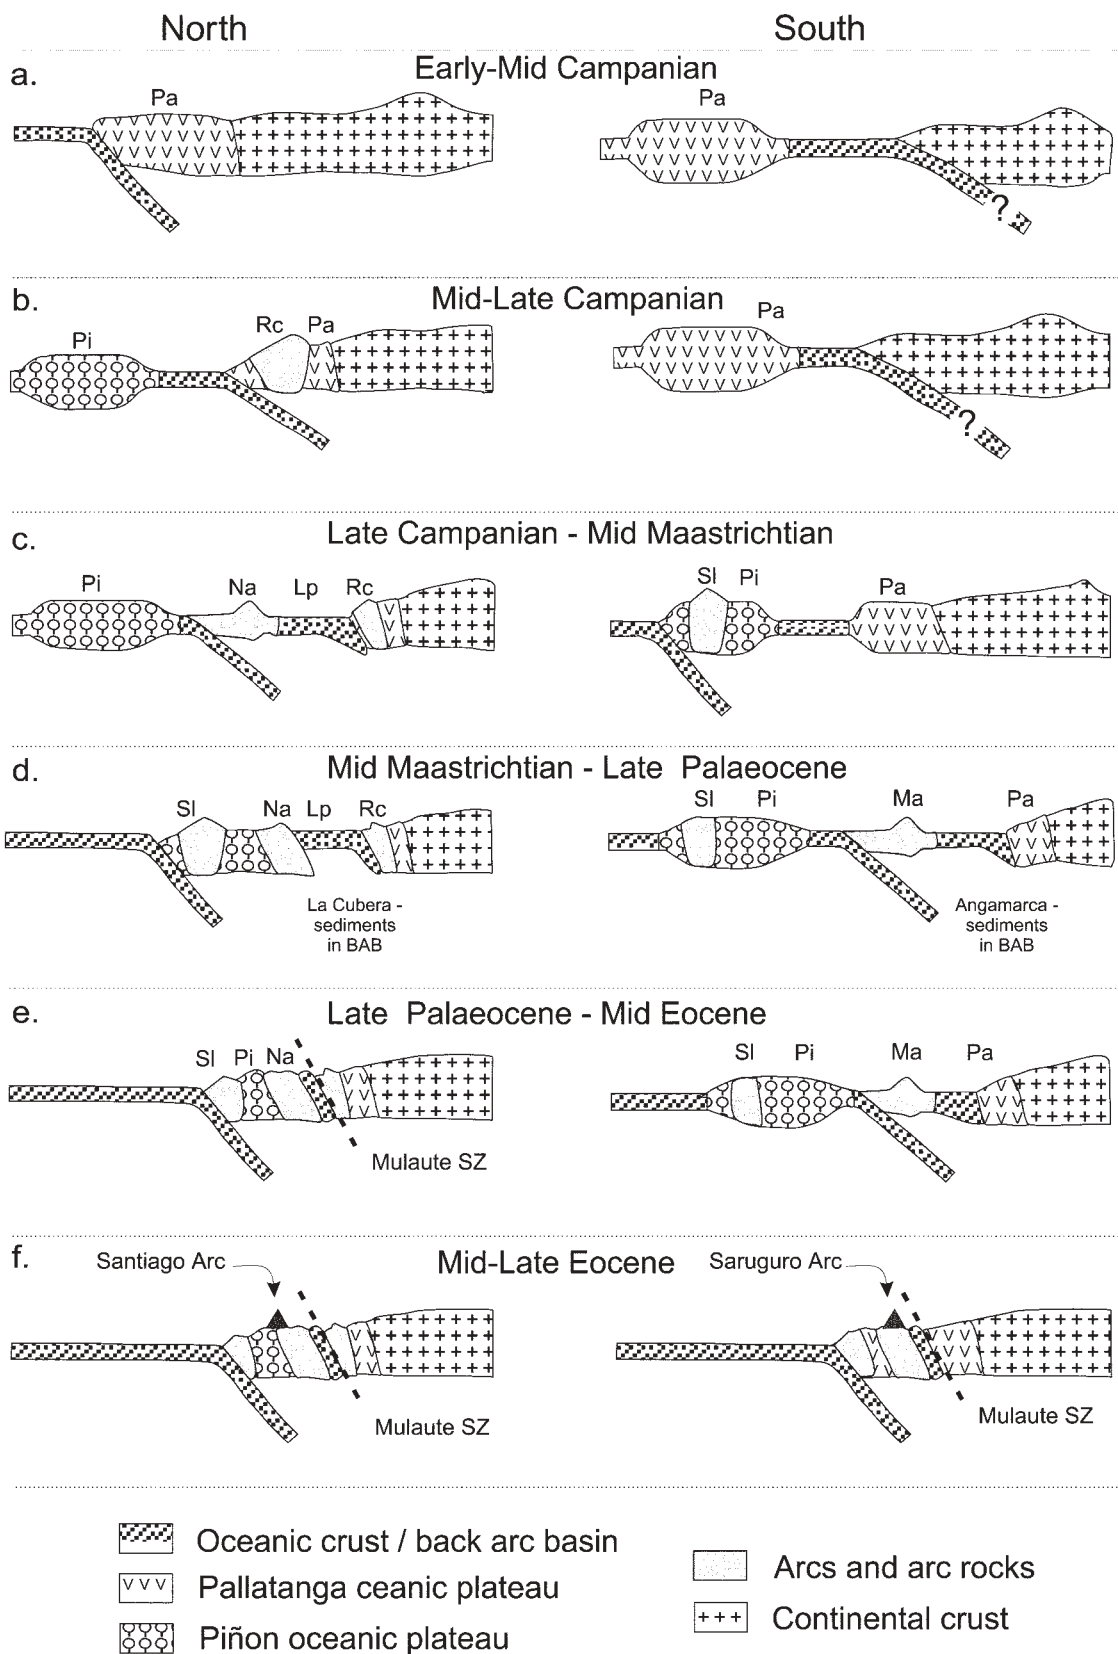 North
South
a.
Early-Mid Campanian
Pa
Pa
?
b.
Mid-Late Campanian
Pi
Rc
Pa
Pa
?
c.
Late Campanian - Mid Maastrichtian
Pi
Na
Lp
Rc
Sl
Pi
Pa
d.
Mid Maastrichtian - Late Palaeocene
Sl
Na
Lp
Rc
Sl
Pi
Ma
Pa
La Cubera -
sediments
in BAB
Angamarca -
sediments
in BAB
e.
Late Palaeocene - Mid Eocene
Sl
Pi
Na
Sl
Pi
Ma
Pa
Mulaute SZ
f.
Santiago Arc
Mid-Late Eocene
Saruguro Arc
Mulaute SZ
Mulaute SZ
Oceanic crust / back arc basin
Pallatanga ceanic plateau
Piñon oceanic plateau
Arcs and arc rocks
Continental crust